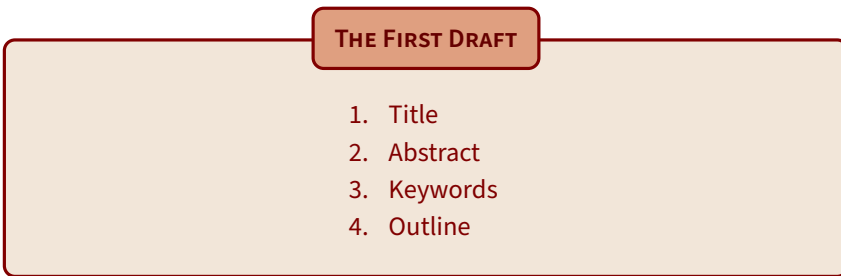 The First Draft
1. Title
2. Abstract
3. Keywords
4. Outline